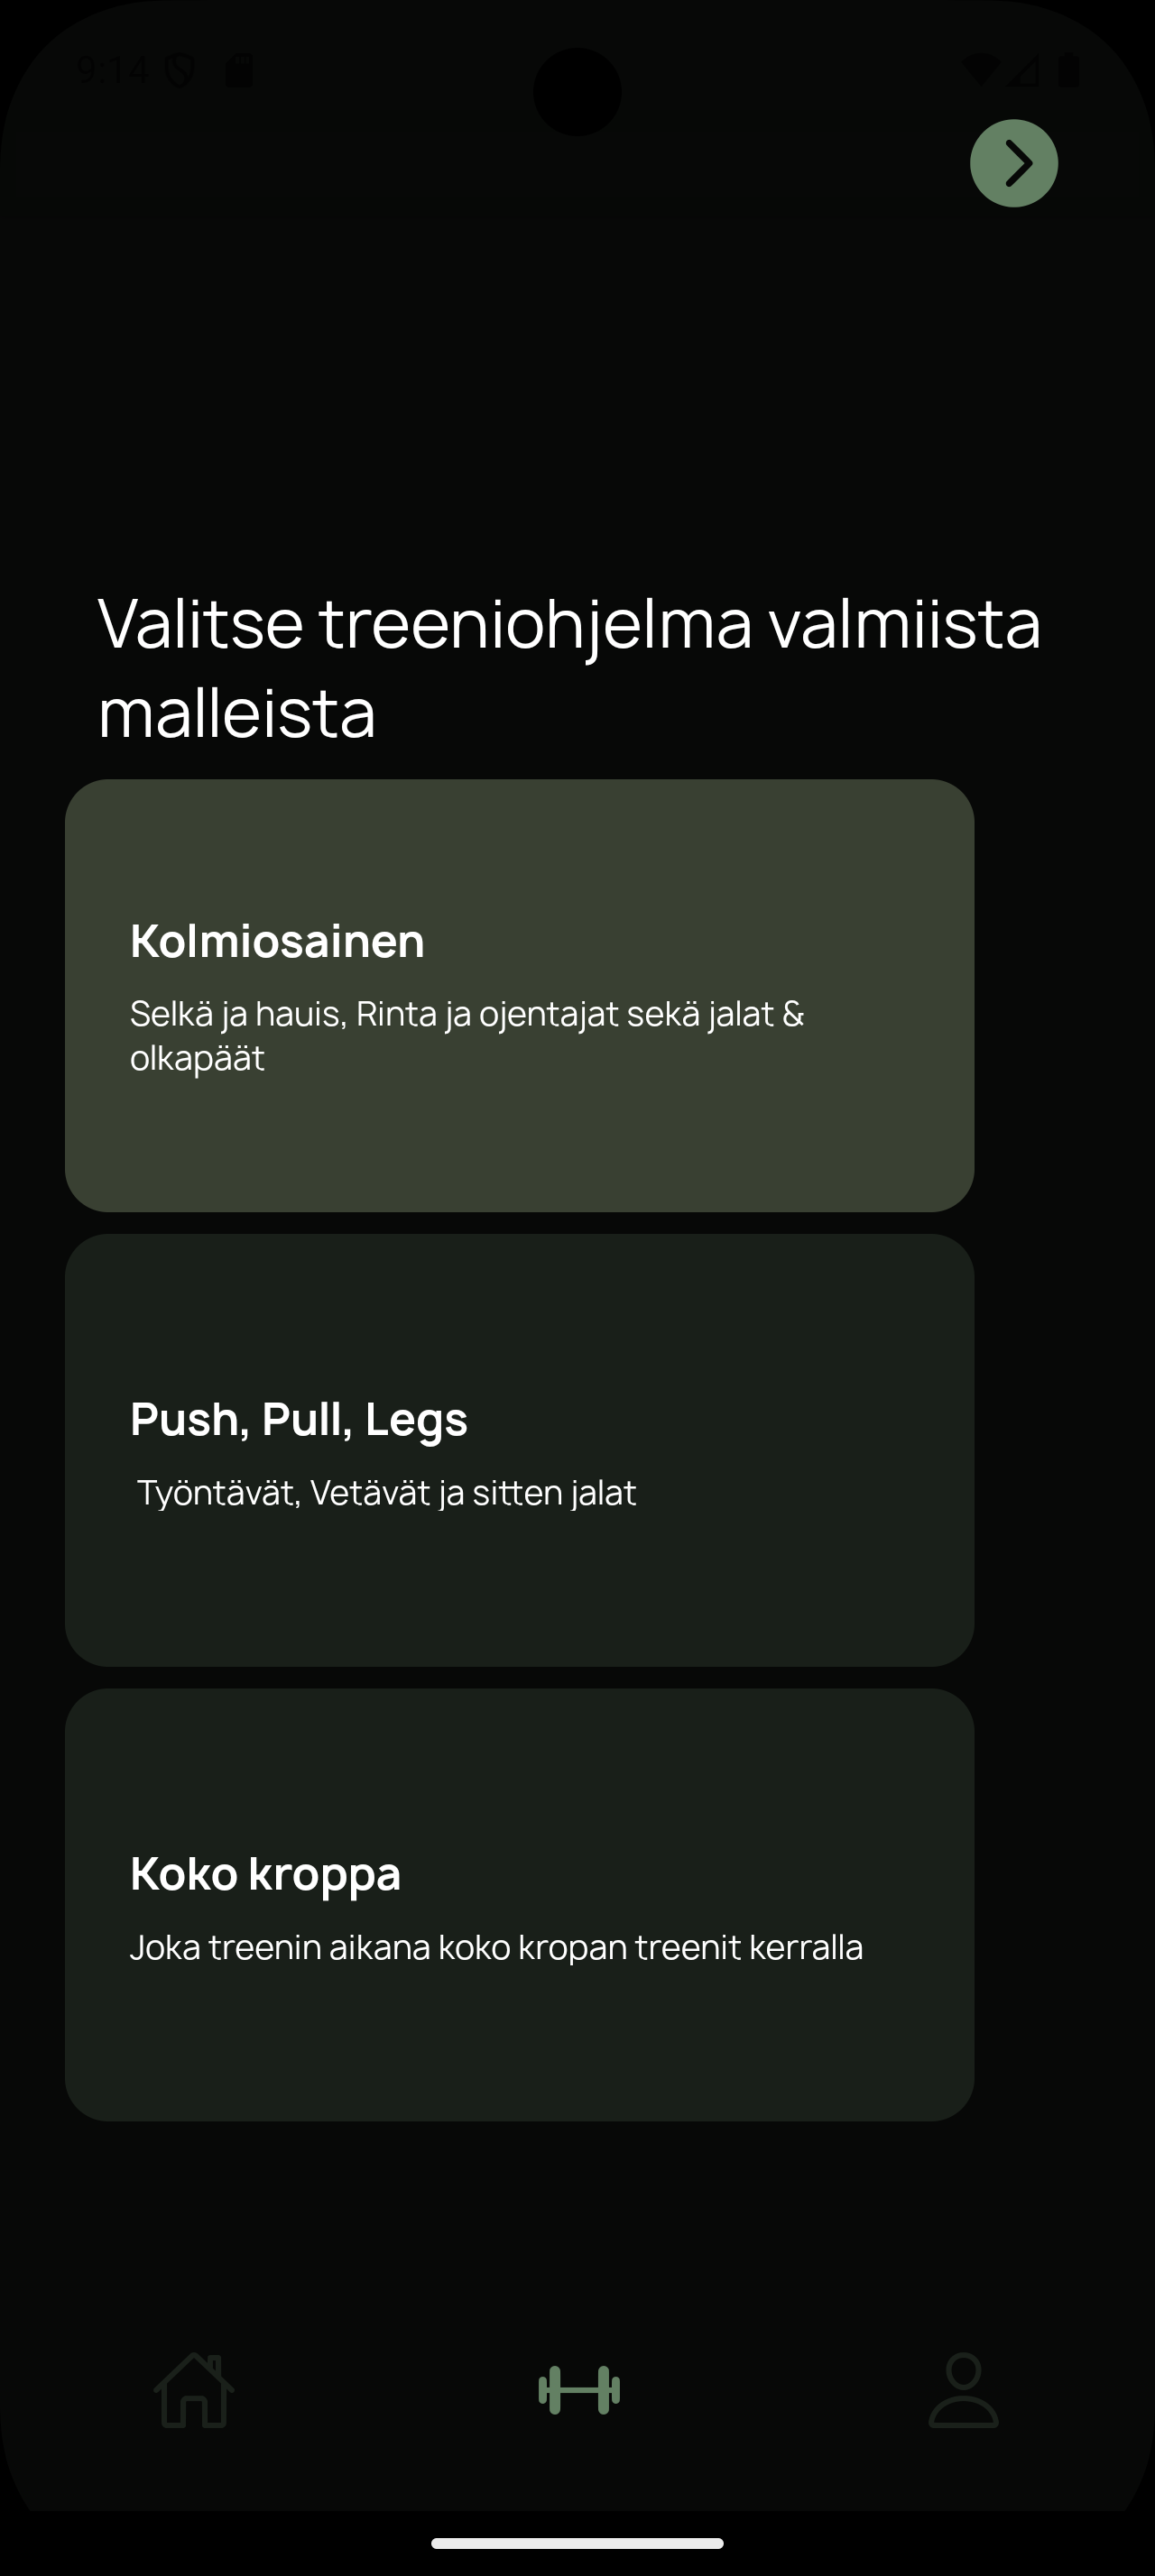 9:14
Valitse treeniohjelma valmiista
malleista
Kolmiosainen
Selkä ja hauis, Rinta ja ojentajat sekä jalat &
olkapäät
Push, Pull, Legs
Työntävät, Vetävät ja sitten jalat
Koko kroppa
Joka treenin aikana koko kropan treenit kerralla